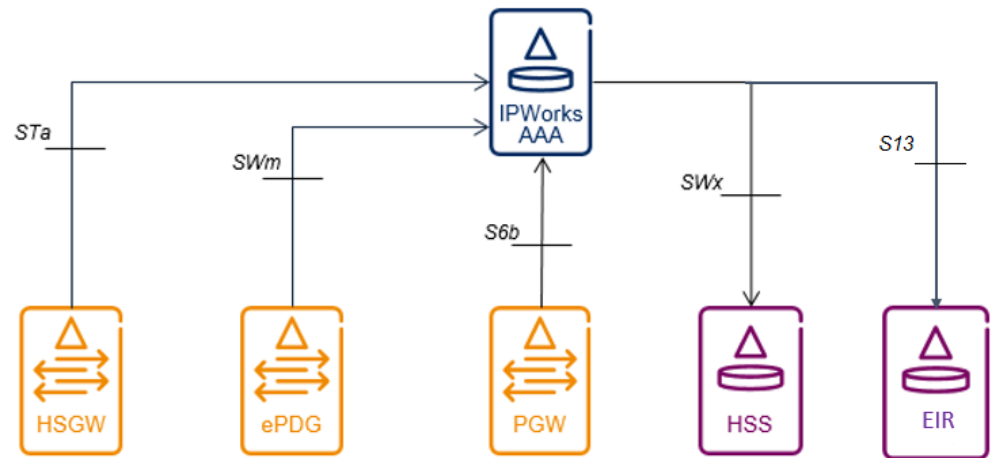 IPWorks
AAA
STa
SWm
S6b
SWx
S13
HSGW
ePDG
PGW
HSS
EIR